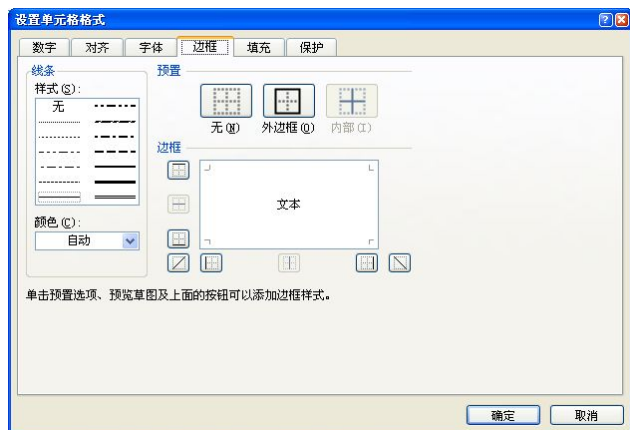 设置单元格格式
数字 对齐 字体 边框 填充 保护
线条
样式(S):
无
颜色(C):
自动
预置
无(N) 外边框(O) 内部(I)
边框
文本
单击预置选项、预览草图及上面的按钮可以添加边框样式。
确定 取消